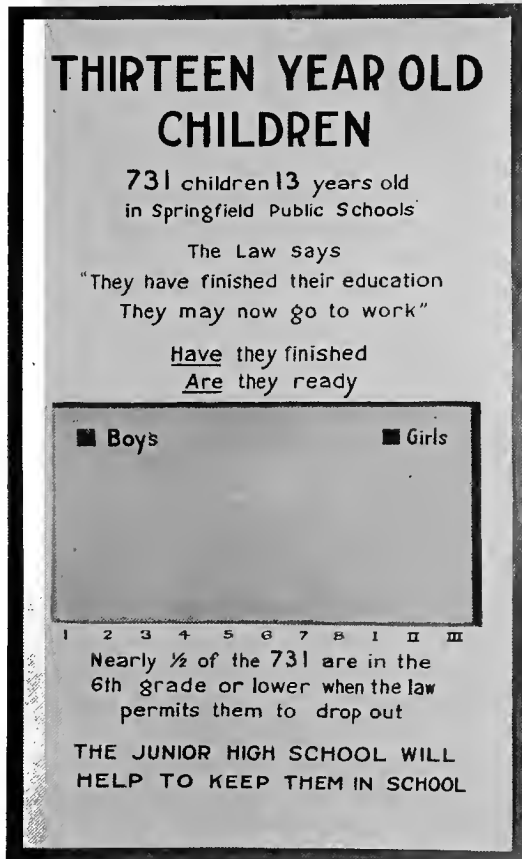 THIRTEEN YEAR OLD
CHILDREN
731 children 13 years old
in Springfield Public Schools
The Law says
"They have finished their education
They may now go to work"
Have they finished
Are they ready
Boys Girls
1 2 3 4 5 6 7 8 I II III
Nearly ½ of the 731 are in the
6th grade or lower when the law
permits them to drop out
THE JUNIOR HIGH SCHOOL WILL
HELP TO KEEP THEM IN SCHOOL